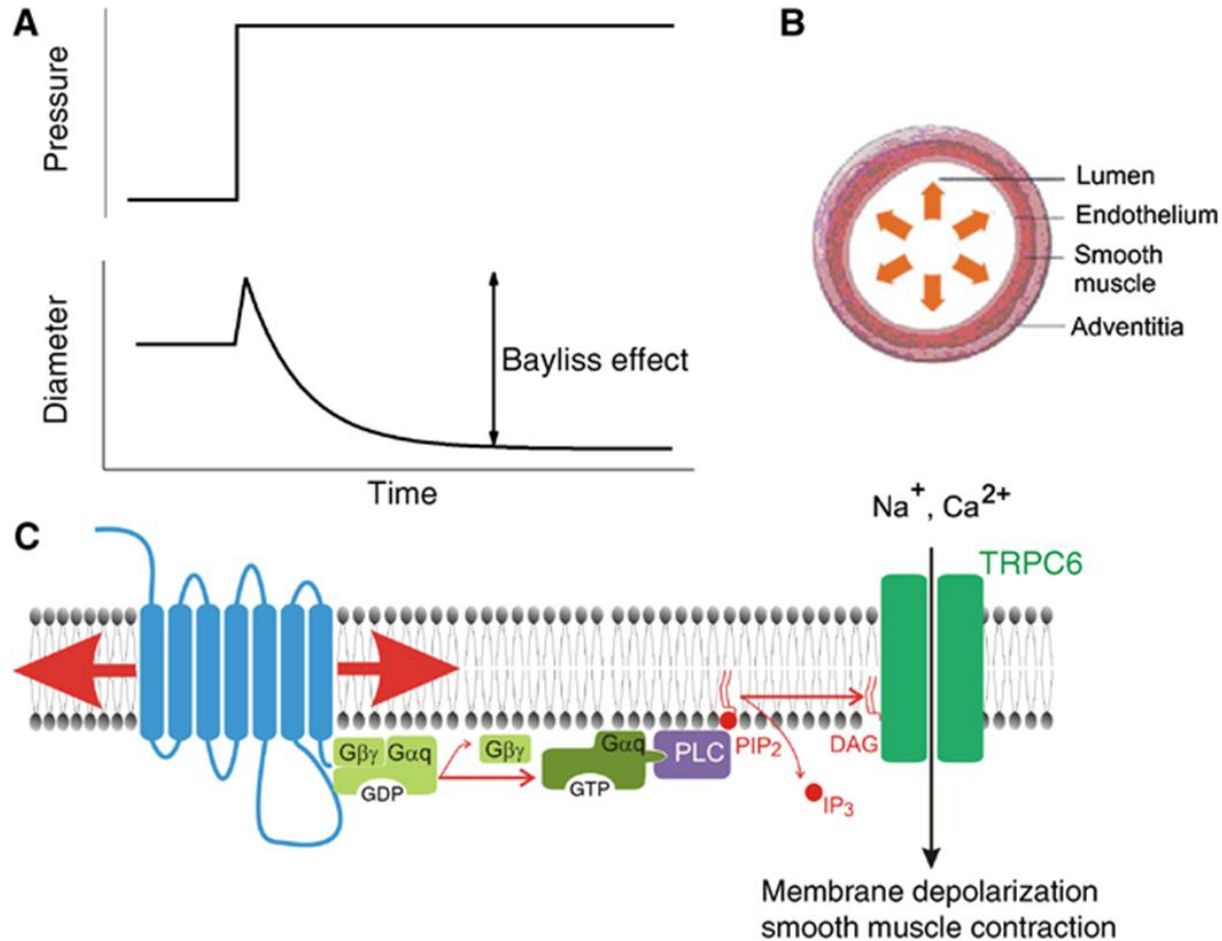 A
Pressure
Diameter
Bayliss effect
Time
B
Lumen
Endothelium
Smooth
muscle
Adventitia
C
Na+, Ca2+
TRPC6
Gβγ Gαq
GDP
Gβγ
Gαq
GTP
PLC
PIP2
DAG
IP3
Membrane depolarization
smooth muscle contraction